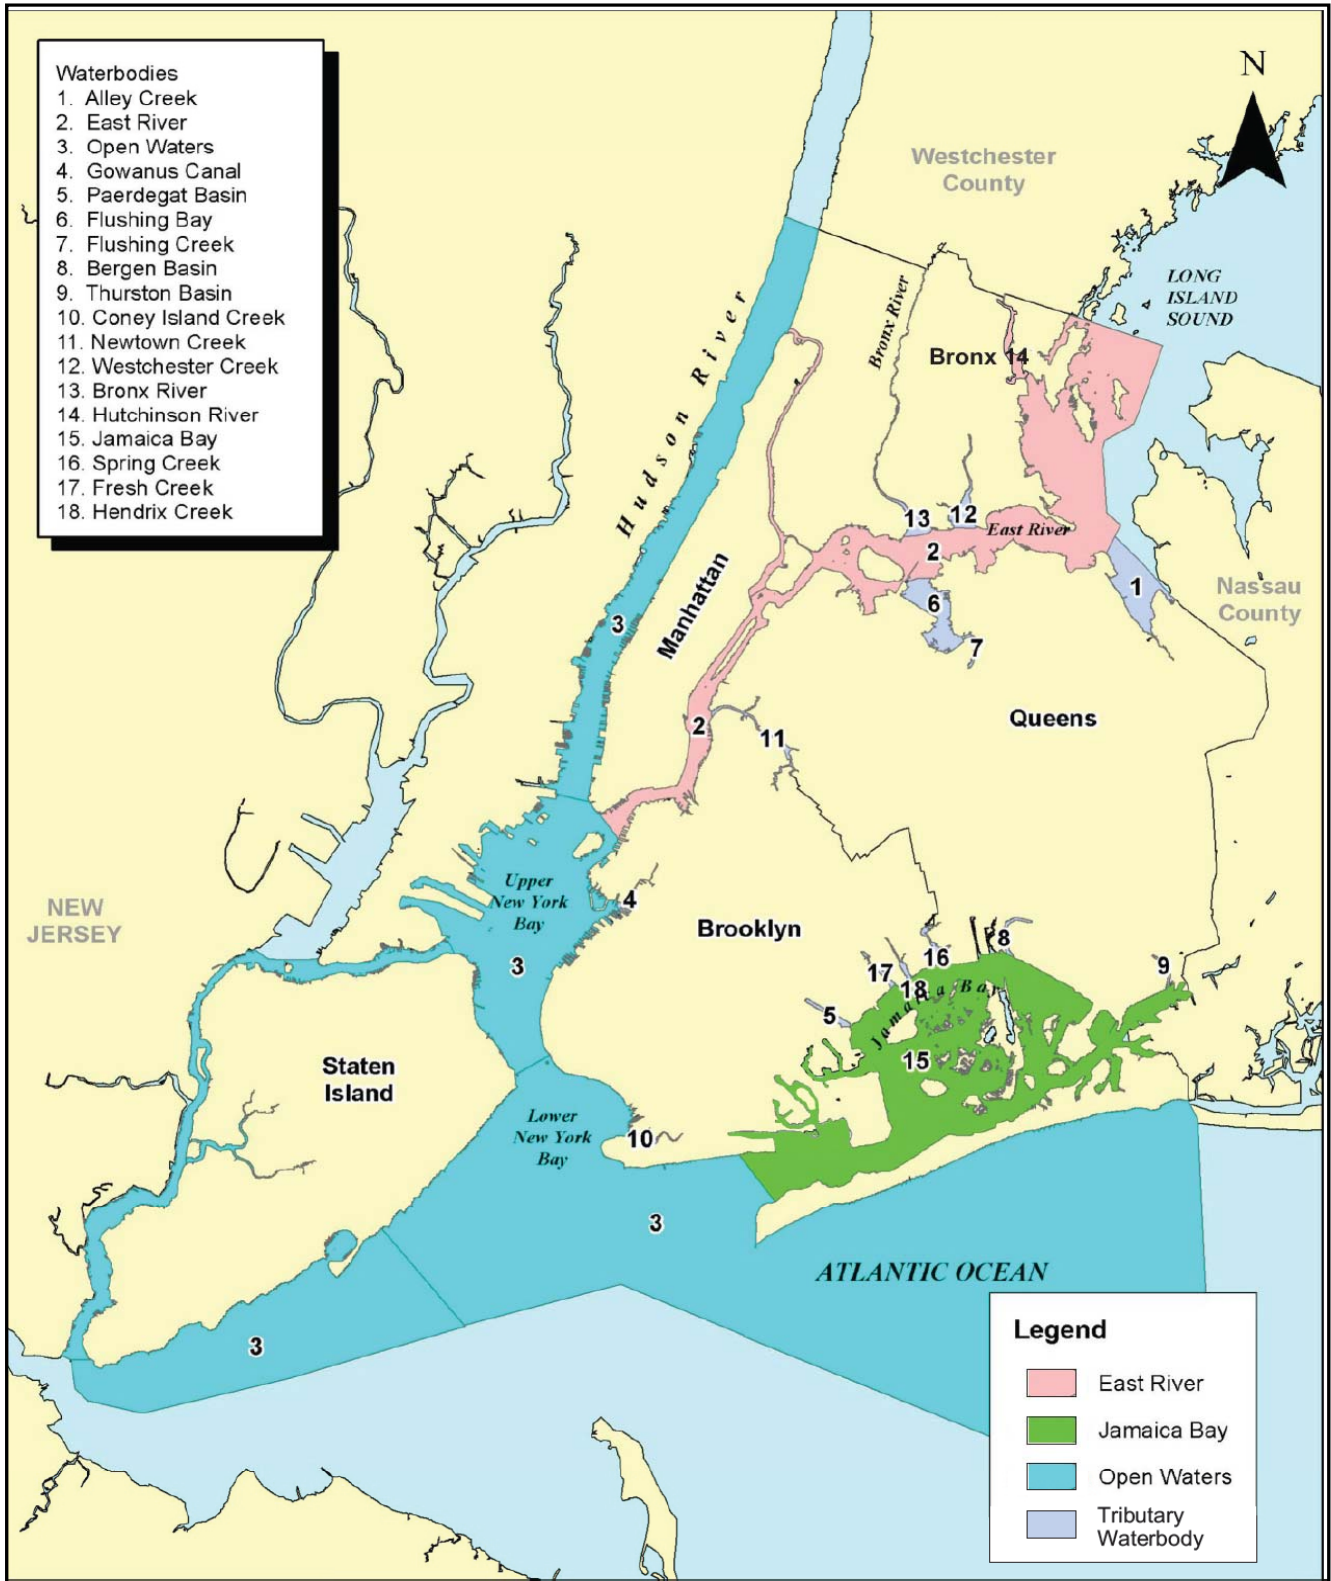 Waterbodies
1. Alley Creek
2. East River
3. Open Waters
4. Gowanus Canal
5. Paerdegat Basin
6. Flushing Bay
7. Flushing Creek
8. Bergen Basin
9. Thurston Basin
10. Coney Island Creek
11. Newtown Creek
12. Westchester Creek
13. Bronx River
14. Hutchinson River
15. Jamaica Bay
16. Spring Creek
17. Fresh Creek
18. Hendrix Creek
N
Westchester
County
LONG
ISLAND
SOUND
Hudson River
Bronx River
Bronx 14
13
12
East River
2
1
Nassau
County
6
7
3
Manhattan
Queens
2
11
NEW
JERSEY
Upper
New York
Bay
4
Brooklyn
3
8
16
9
17
18
Jamaica Bay
5
15
Staten
Island
Lower
New York
Bay
10
3
ATLANTIC OCEAN
3
Legend
East River
Jamaica Bay
Open Waters
Tributary
Waterbody